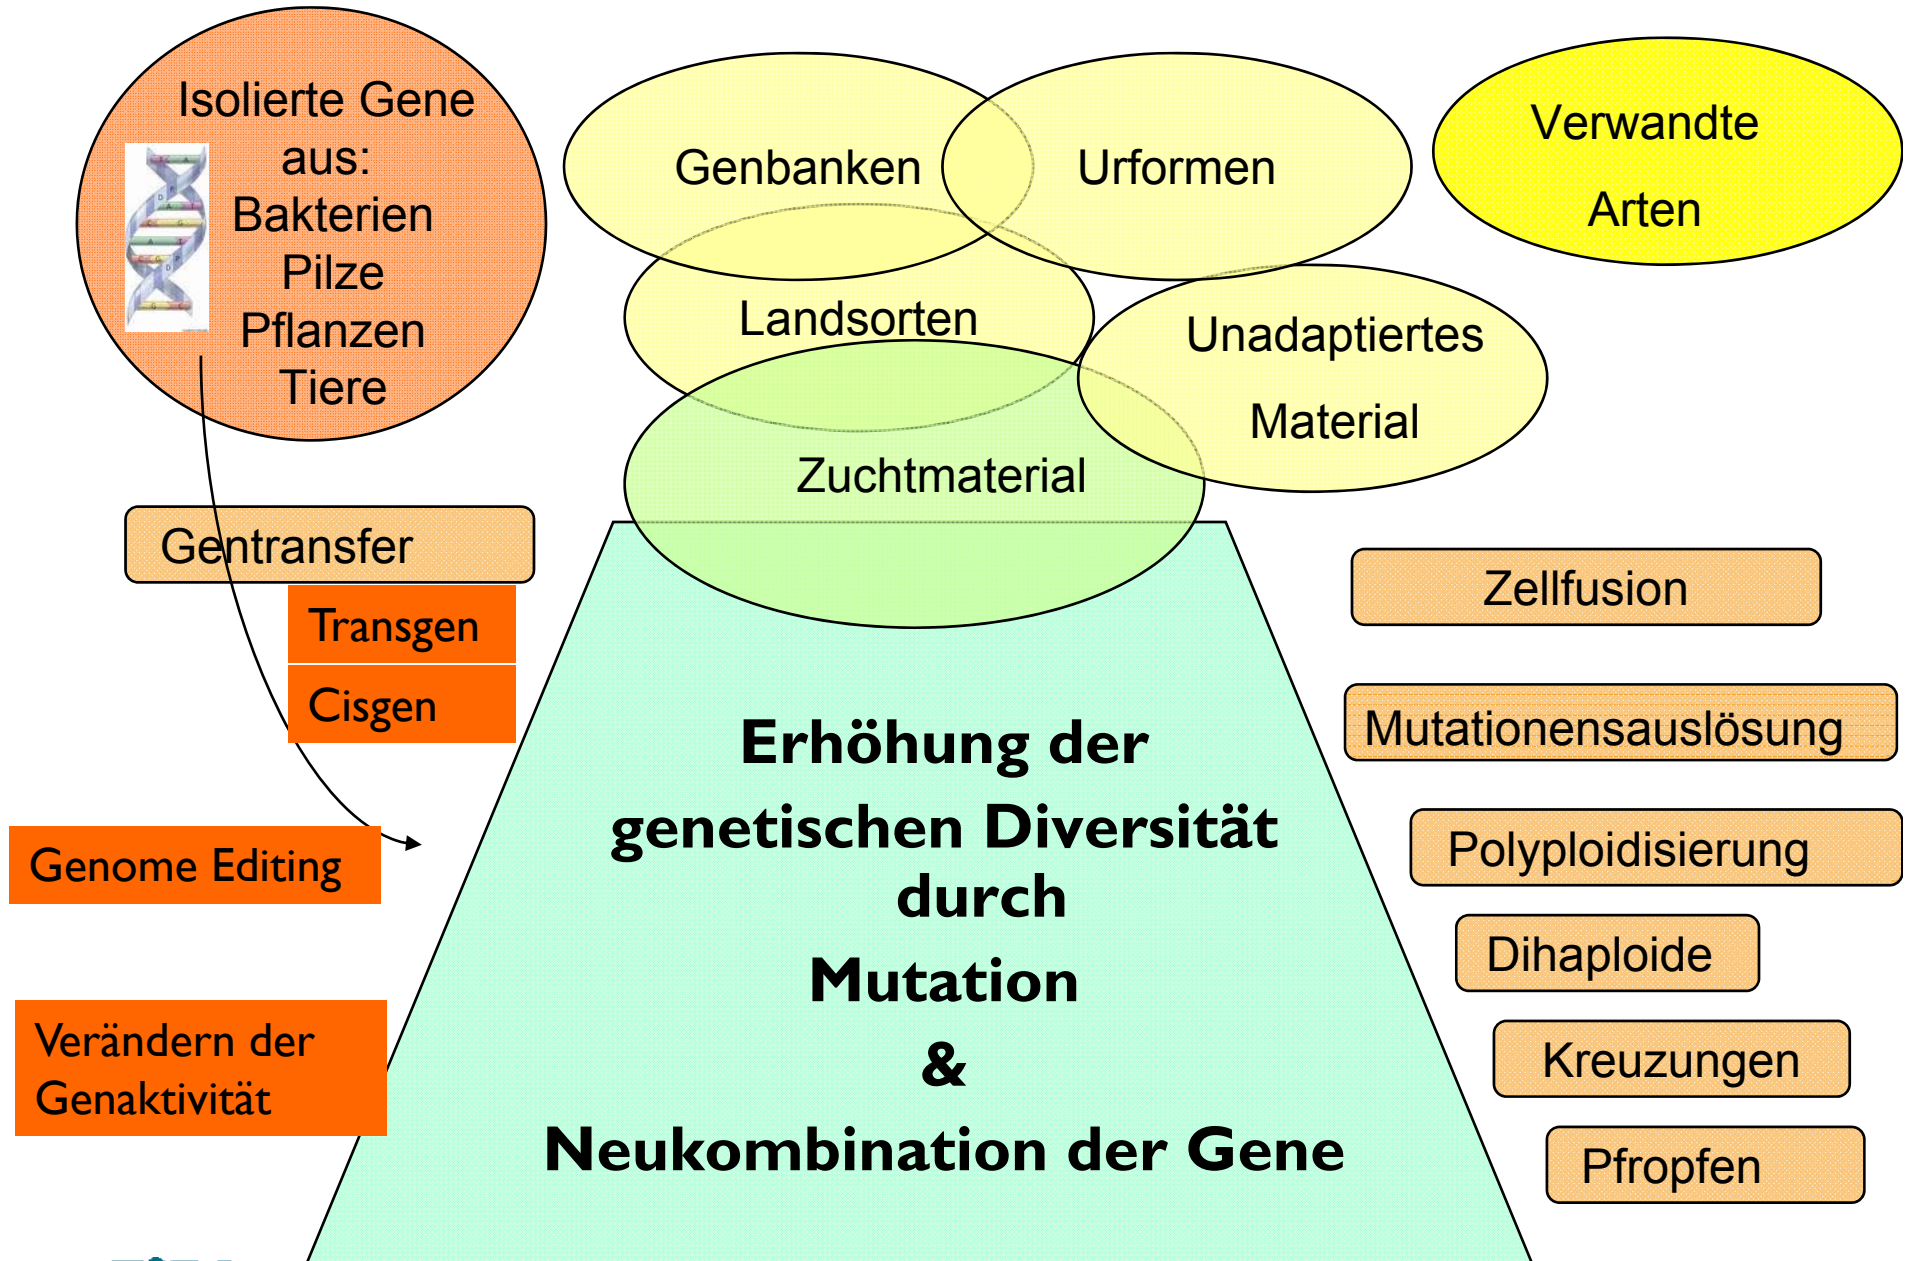 Isolierte Gene
aus:
Bakterien
Pilze
Pflanzen
Tiere
Genbanken
Urformen
Verwandte
Arten
Landsorten
Unadaptiertes
Material
Zuchtmaterial
Gentransfer
Transgen
Cisgen
Genome Editing
Verändern der
Genaktivität
Erhöhung der
genetischen Diversität
durch
Mutation
&
Neukombination der Gene
Zellfusion
Mutationensauslösung
Polyploidisierung
Dihaploide
Kreuzungen
Pfropfen